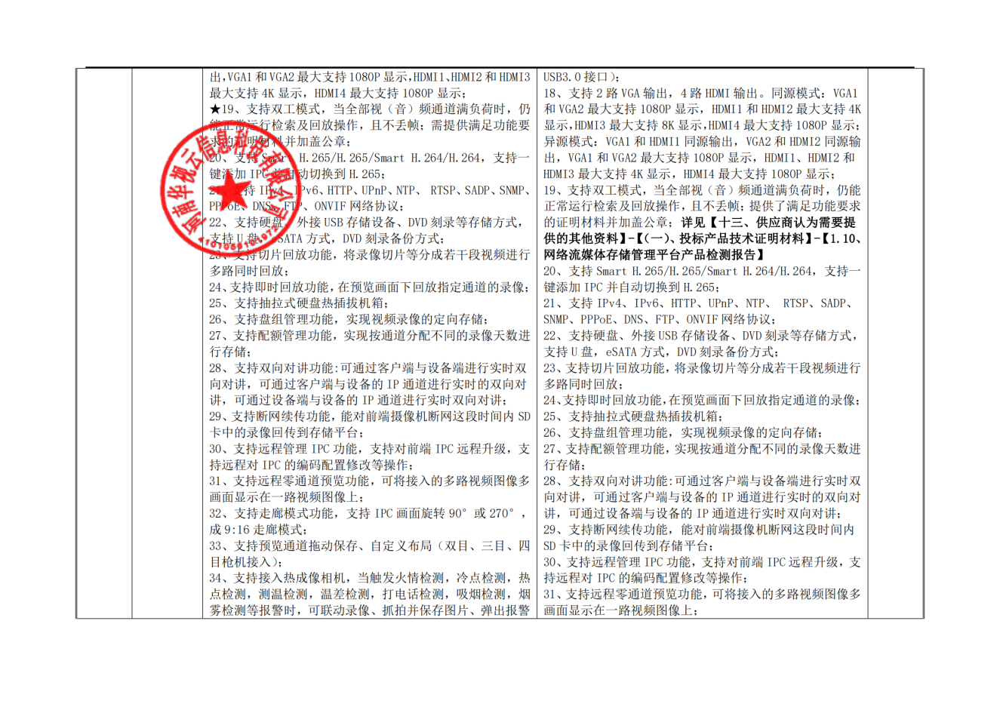 出,VGA1 和 VGA2 最大支持 1080P 显示,HDMI1、HDMI2 和 HDMI3
最大支持 4K 显示，HDMI4 最大支持 1080P 显示；
★19、支持双工模式，当全部视（音）频通道满负荷时，仍
能正常运行检索及回放操作，且不丢帧；需提供满足功能要
求的证明材料并加盖公章；
20、支持 Smart H.265/H.265/Smart H.264/H.264，支持一
键添加 IPC 并自动切换到 H.265；
21、支持 IPv4、IPv6、HTTP、UPnP、NTP、 RTSP、SADP、SNMP、
PPPoE、DNS、FTP、ONVIF 网络协议；
22、支持硬盘、外接 USB 存储设备、DVD 刻录等存储方式，
支持 U 盘，eSATA 方式，DVD 刻录备份方式；
23、支持切片回放功能，将录像切片等分成若干段视频进行
多路同时回放；
24、支持即时回放功能，在预览画面下回放指定通道的录像；
25、支持抽拉式硬盘热插拔机箱；
26、支持盘组管理功能，实现视频录像的定向存储；
27、支持配额管理功能，实现按通道分配不同的录像天数进
行存储；
28、支持双向对讲功能:可通过客户端与设备端进行实时双
向对讲，可通过客户端与设备的 IP 通道进行实时的双向对
讲，可通过设备端与设备的 IP 通道进行实时双向对讲；
29、支持断网续传功能，能对前端摄像机断网这段时间内 SD
卡中的录像回传到存储平台；
30、支持远程管理 IPC 功能，支持对前端 IPC 远程升级，支
持远程对 IPC 的编码配置修改等操作；
31、支持远程零通道预览功能，可将接入的多路视频图像多
画面显示在一路视频图像上；
32、支持走廊模式功能，支持 IPC 画面旋转 90°或 270°，
成 9:16 走廊模式；
33、支持预览通道拖动保存、自定义布局（双目、三目、四
目枪机接入）；
34、支持接入热成像相机，当触发火情检测，冷点检测，热
点检测，测温检测，温差检测，打电话检测，吸烟检测，烟
雾检测等报警时，可联动录像、抓拍并保存图片、弹出报警
USB3.0 接口）；
18、支持 2 路 VGA 输出，4 路 HDMI 输出。同源模式：VGA1
和 VGA2 最大支持 1080P 显示，HDMI1 和 HDMI2 最大支持 4K
显示,HDMI3 最大支持 8K 显示,HDMI4 最大支持 1080P 显示；
异源模式：VGA1 和 HDMI1 同源输出，VGA2 和 HDMI2 同源输
出，VGA1 和 VGA2 最大支持 1080P 显示，HDMI1、HDMI2 和
HDMI3 最大支持 4K 显示，HDMI4 最大支持 1080P 显示；
19、支持双工模式，当全部视（音）频通道满负荷时，仍能
正常运行检索及回放操作，且不丢帧；提供了满足功能要求
的证明材料并加盖公章；详见【十三、供应商认为需要提
供的其他资料】-【(一)、投标产品技术证明材料】-【1.10、
网络流媒体存储管理平台产品检测报告】
20、支持 Smart H.265/H.265/Smart H.264/H.264，支持一
键添加 IPC 并自动切换到 H.265；
21、支持 IPv4、IPv6、HTTP、UPnP、NTP、 RTSP、SADP、
SNMP、PPPoE、DNS、FTP、ONVIF 网络协议；
22、支持硬盘、外接 USB 存储设备、DVD 刻录等存储方式，
支持 U 盘，eSATA 方式，DVD 刻录备份方式；
23、支持切片回放功能，将录像切片等分成若干段视频进行
多路同时回放；
24、支持即时回放功能，在预览画面下回放指定通道的录像；
25、支持抽拉式硬盘热插拔机箱；
26、支持盘组管理功能，实现视频录像的定向存储；
27、支持配额管理功能，实现按通道分配不同的录像天数进
行存储；
28、支持双向对讲功能:可通过客户端与设备端进行实时双
向对讲，可通过客户端与设备的 IP 通道进行实时的双向对
讲，可通过设备端与设备的 IP 通道进行实时双向对讲；
29、支持断网续传功能，能对前端摄像机断网这段时间内
SD 卡中的录像回传到存储平台；
30、支持远程管理 IPC 功能，支持对前端 IPC 远程升级，支
持远程对 IPC 的编码配置修改等操作；
31、支持远程零通道预览功能，可将接入的多路视频图像多
画面显示在一路视频图像上；
河南华视云信息科技有限公司
4101056101972